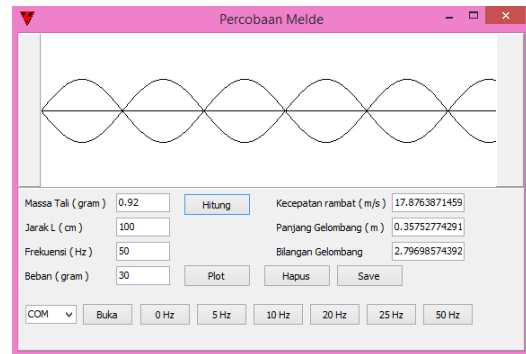 Percobaan Melde
Massa Tali ( gram ) 0.92 Hitung Kecepatan rambat ( m/s ) 17.8763871459
Jarak L ( cm ) 100 Panjang Gelombang ( m ) 0.35752774291
Frekuensi ( Hz ) 50 Bilangan Gelombang 2.79698574392
Beban ( gram ) 30 Plot Hapus Save
COM Buka 0 Hz 5 Hz 10 Hz 20 Hz 25 Hz 50 Hz